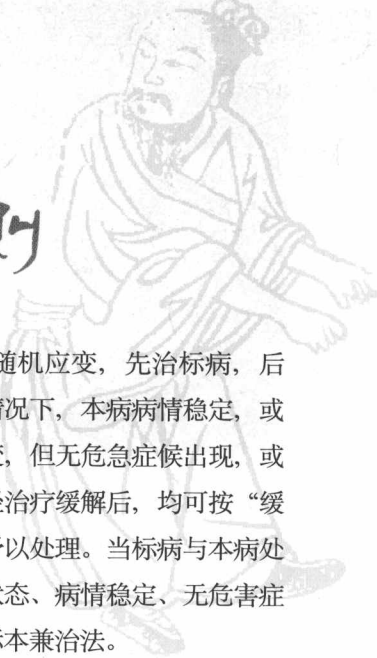 则
随机应变，先治标病，后
情况下，本病病情稳定，或
变，但无危急症候出现，或
经治疗缓解后，均可按“缓
予以处理。当标病与本病处
状态、病情稳定、无危害症
标本兼治法。